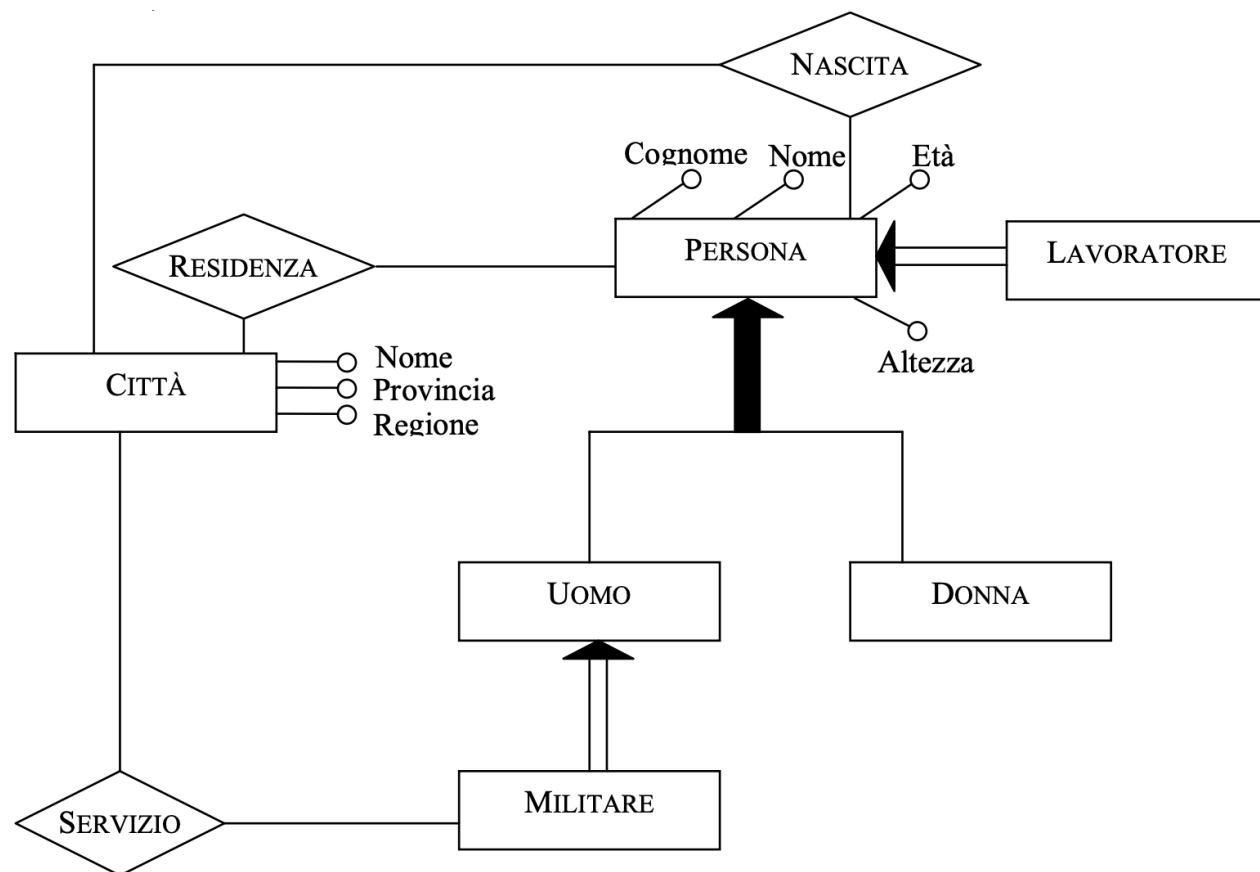 NASCITA
Cognome
Nome
Età
RESIDENZA
PERSONA
LAVORATORE
Altezza
CITTÀ
Nome
Provincia
Regione
UOMO
DONNA
MILITARE
SERVIZIO